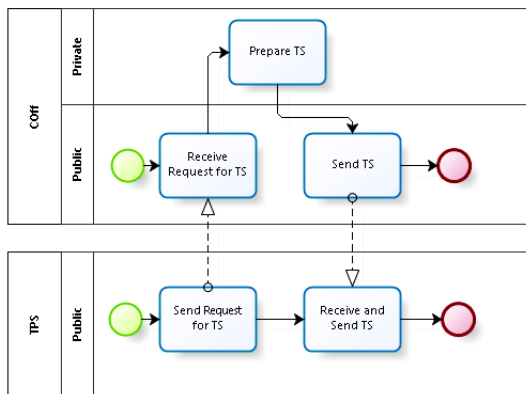 COff
Private
Prepare TS
Public
Receive
Request for TS
Send TS
TPS
Public
Send Request
for TS
Receive and
Send TS